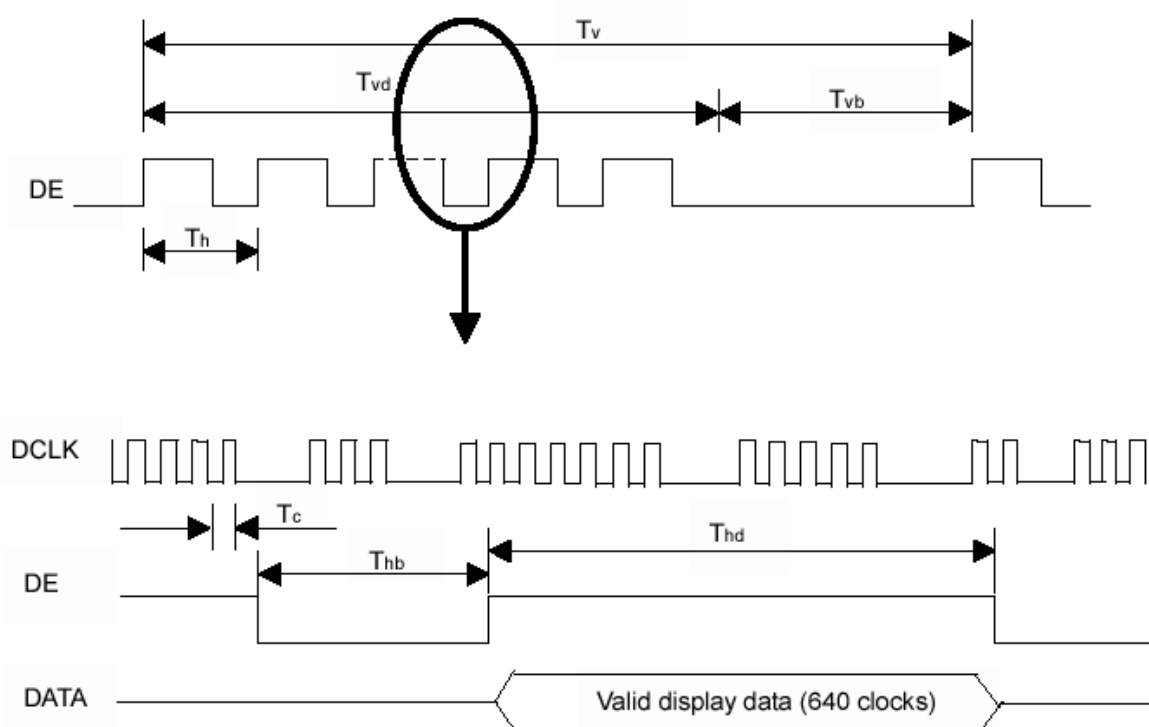 Tv
Tvd
Tvb
DE
Th
DCLK
Tc
Thd
Thb
DE
DATA
Valid display data (640 clocks)